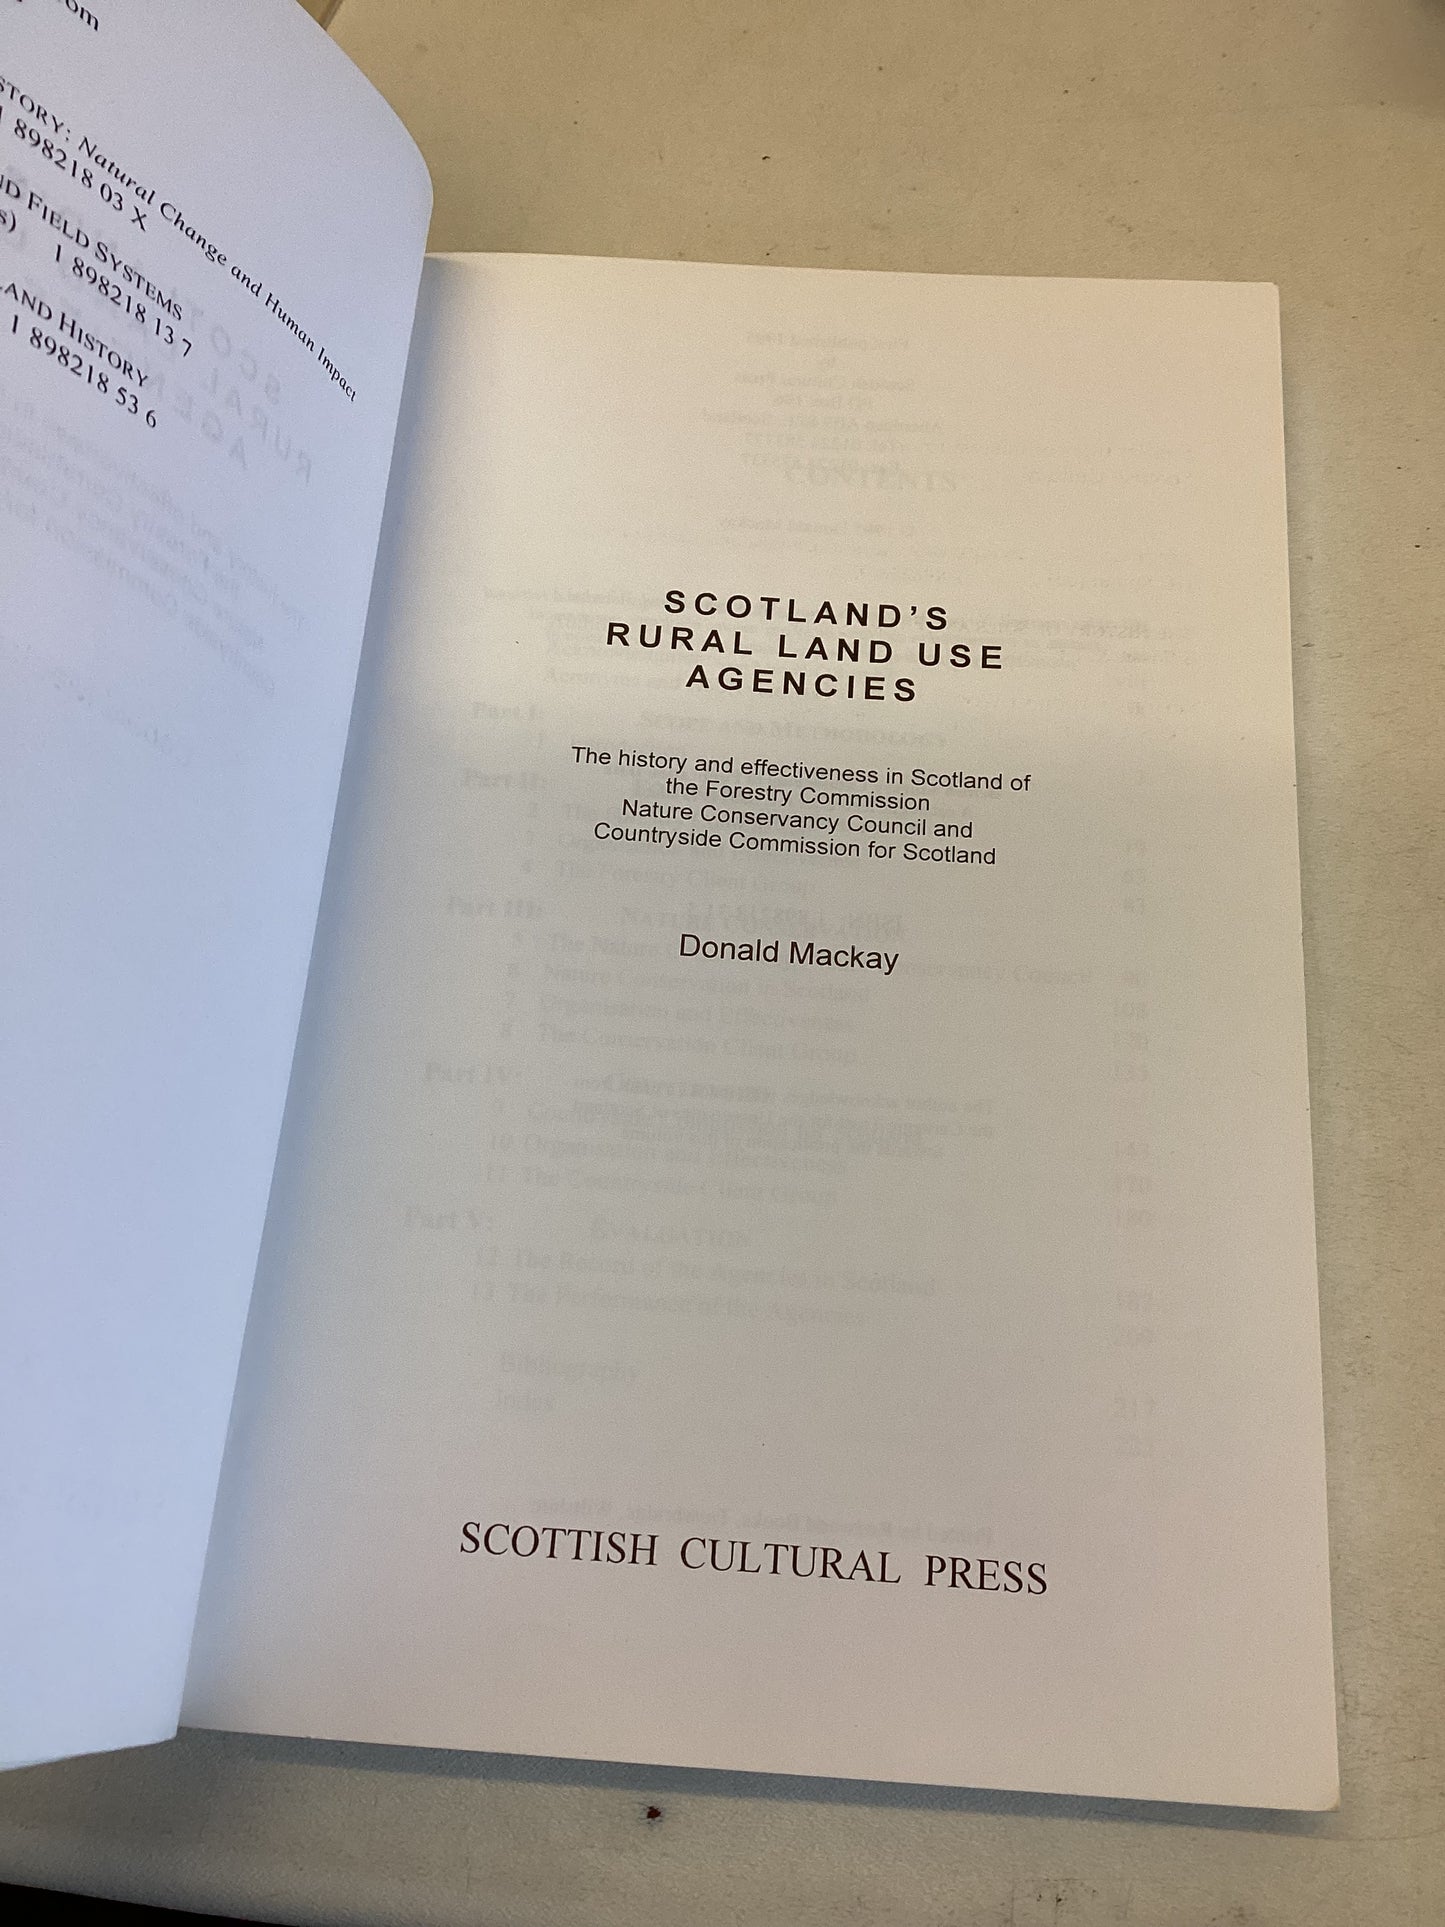 om
STORY: Natural Change and Human Impact
1 898218 03 X
FIELD SYSTEMS
s) 1 898218 13 7
LAND HISTORY
1 898218 53 6
SCOTLAND'S
RURAL LAND USE
AGENCIES
The history and effectiveness in Scotland of
the Forestry Commission
Nature Conservancy Council and
Countryside Commission for Scotland
Donald Mackay
SCOTTISH CULTURAL PRESS